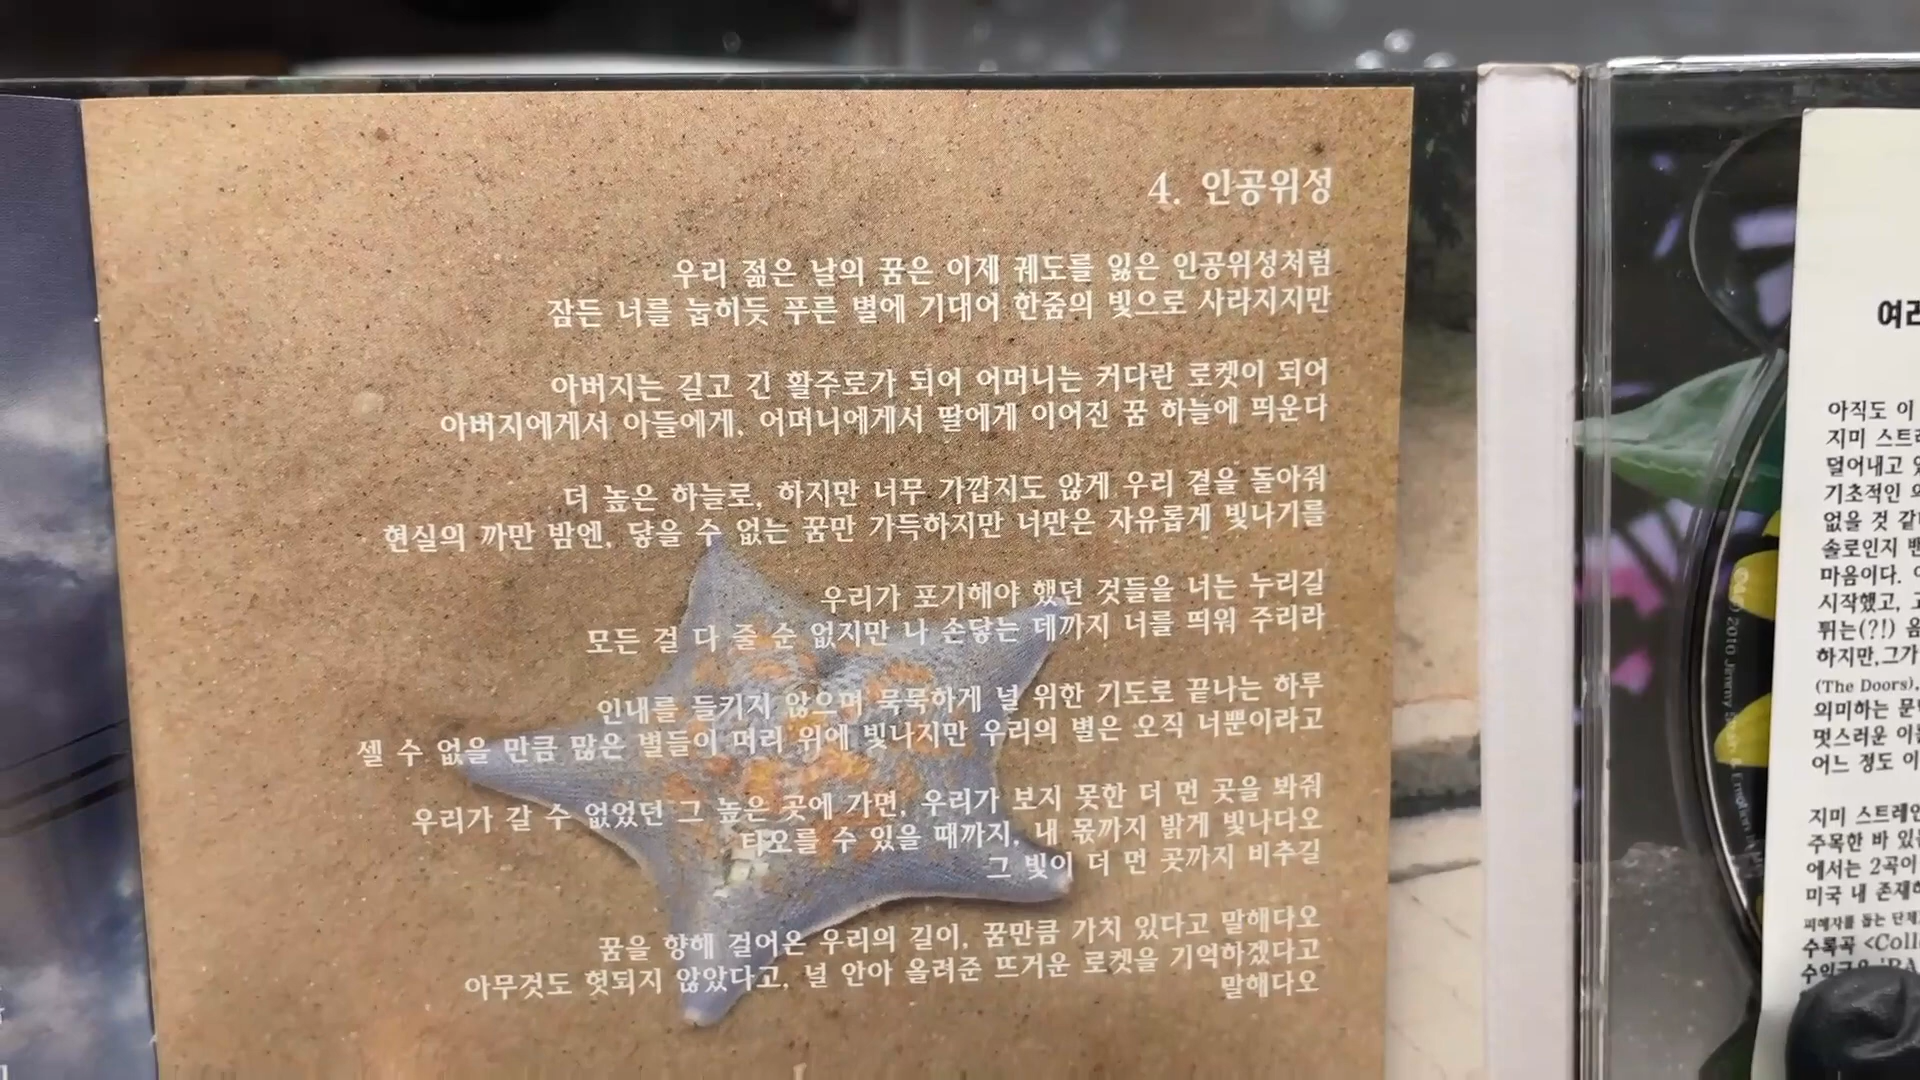 4. 인공위성
우리 젊은 날의 꿈은 이제 궤도를 잃은 인공위성처럼
잠든 너를 눕히듯 푸른 별에 기대어 한줌의 빛으로 사라지지만
아버지는 길고 긴 활주로가 되어 어머니는 커다란 로켓이 되어
아버지에게서 아들에게, 어머니에게서 딸에게 이어진 꿈 하늘에 띄운다
더 높은 하늘로, 하지만 너무 가깝지도 않게 우리 곁을 돌아줘
현실의 까만 밤엔, 닿을 수 없는 꿈만 가득하지만 너만은 자유롭게 빛나기를
우리가 포기해야 했던 것들을 너는 누리길
모든 걸 다 줄 순 없지만 나 손닿는 데까지 너를 띄워 주리라
인내를 들키지 않으며 묵묵하게 널 위한 기도로 끝나는 하루
셀 수 없을 만큼 많은 별들이 머리 위에 빛나지만 우리의 별은 오직 너뿐이라고
우리가 갈 수 없었던 그 높은 곳에 가면, 우리가 보지 못한 더 먼 곳을 봐줘
타오를 수 있을 때까지, 내 몫까지 밝게 빛나다오
그 빛이 더 먼 곳까지 비추길
꿈을 향해 걸어온 우리의 길이, 꿈만큼 가치 있다고 말해다오
아무것도 헛되지 않았다고, 널 안아 올려준 뜨거운 로켓을 기억하겠다고
말해다오
아직도 이
지미
덜어내고
기초적인
없을 것
솔로인지
마음이다.
시작했고,
튀는(?!)
하지만,그가
(The Doors),
의미하는
멋스러운
어느 정도
지미
주목한 바
에서는 2곡이
미국 내
피해자를 돕는
수록곡